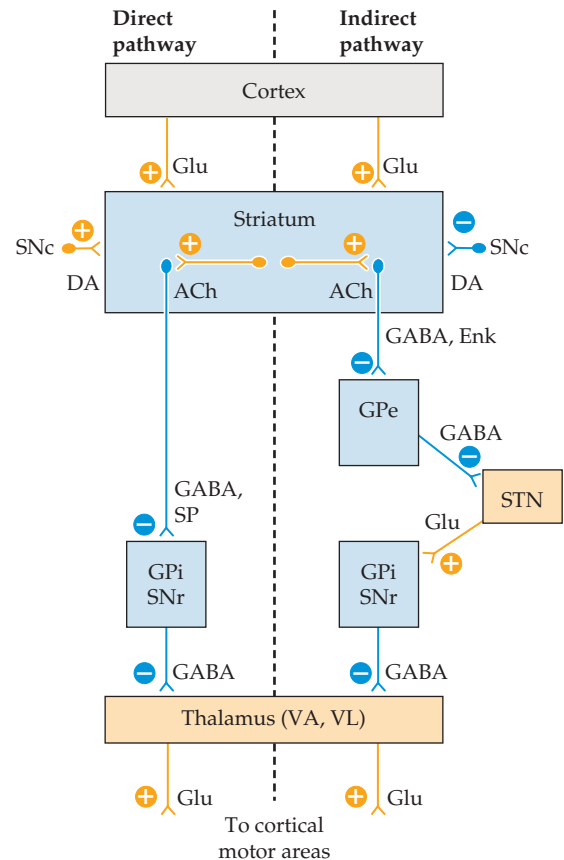 Direct
pathway
Indirect
pathway
Cortex
+ Glu
+ Glu
Striatum
SNc
+
DA
+
ACh
+
ACh
−
SNc
DA
GABA, Enk
−
GPe
GABA
−
STN
Glu
+
GABA,
SP
−
GPi
SNr
GPi
SNr
− GABA
− GABA
Thalamus (VA, VL)
+ Glu
+ Glu
To cortical
motor areas